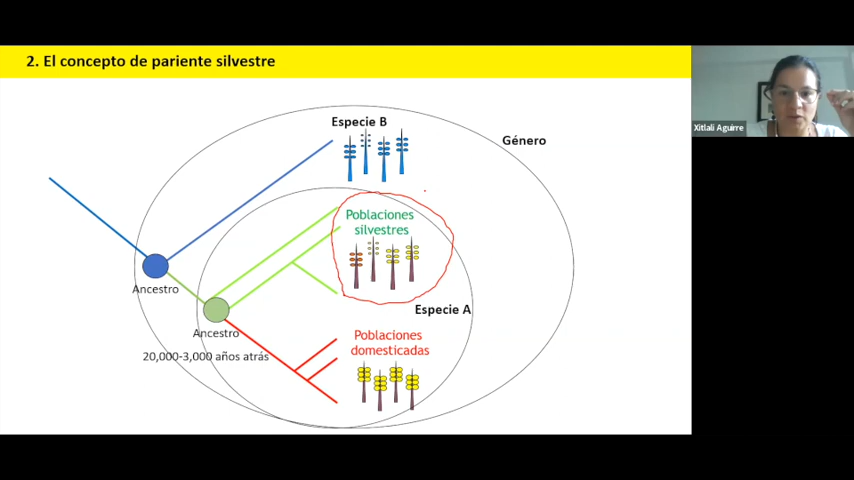 2. El concepto de pariente silvestre
Xitlali Aguirre
Especie B
Género
Poblaciones
silvestres
Ancestro
Especie A
Ancestro
20,000-3,000 años atrás
Poblaciones
domesticadas